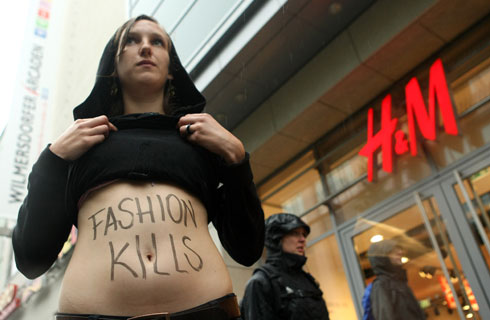 WILMERSDORFER ARCADEN
FASHION
KILLS
H&M